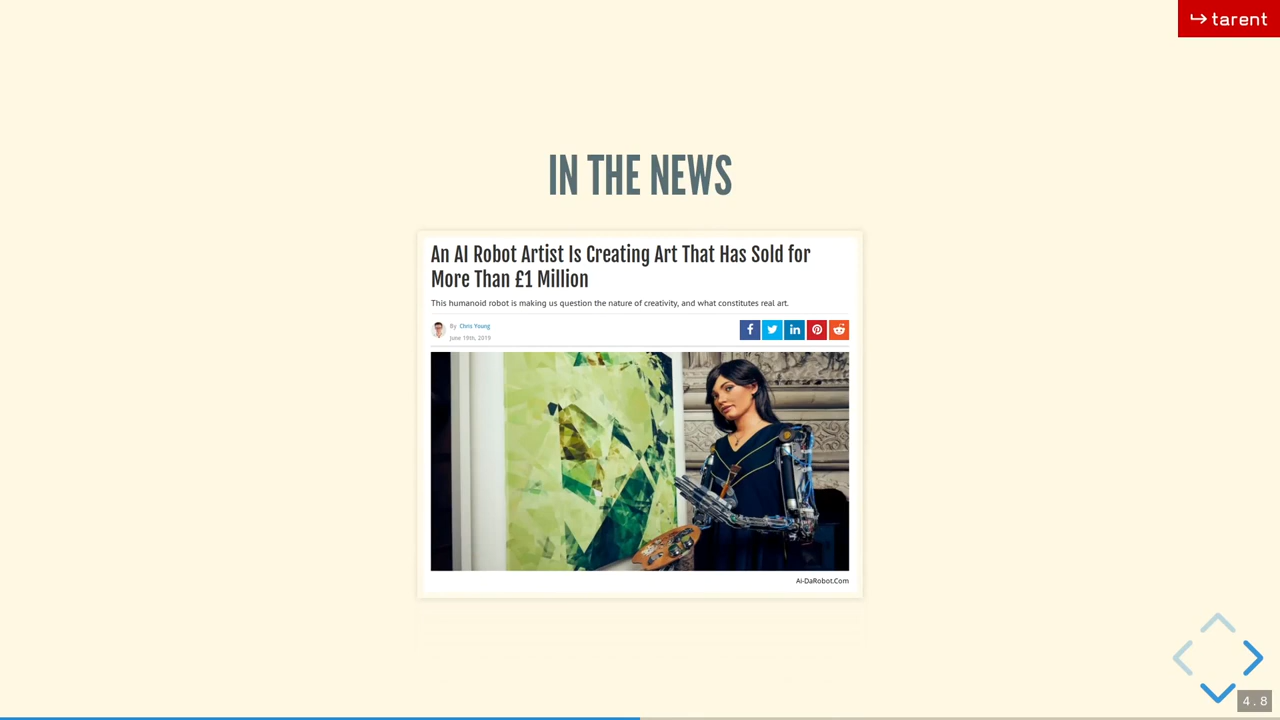 tarent
IN THE NEWS
An AI Robot Artist Is Creating Art That Has Sold for
More Than £1 Million
This humanoid robot is making us question the nature of creativity, and what constitutes real art.
By Chris Young
June 19th, 2019
Ai-DaRobot.Com
4.8